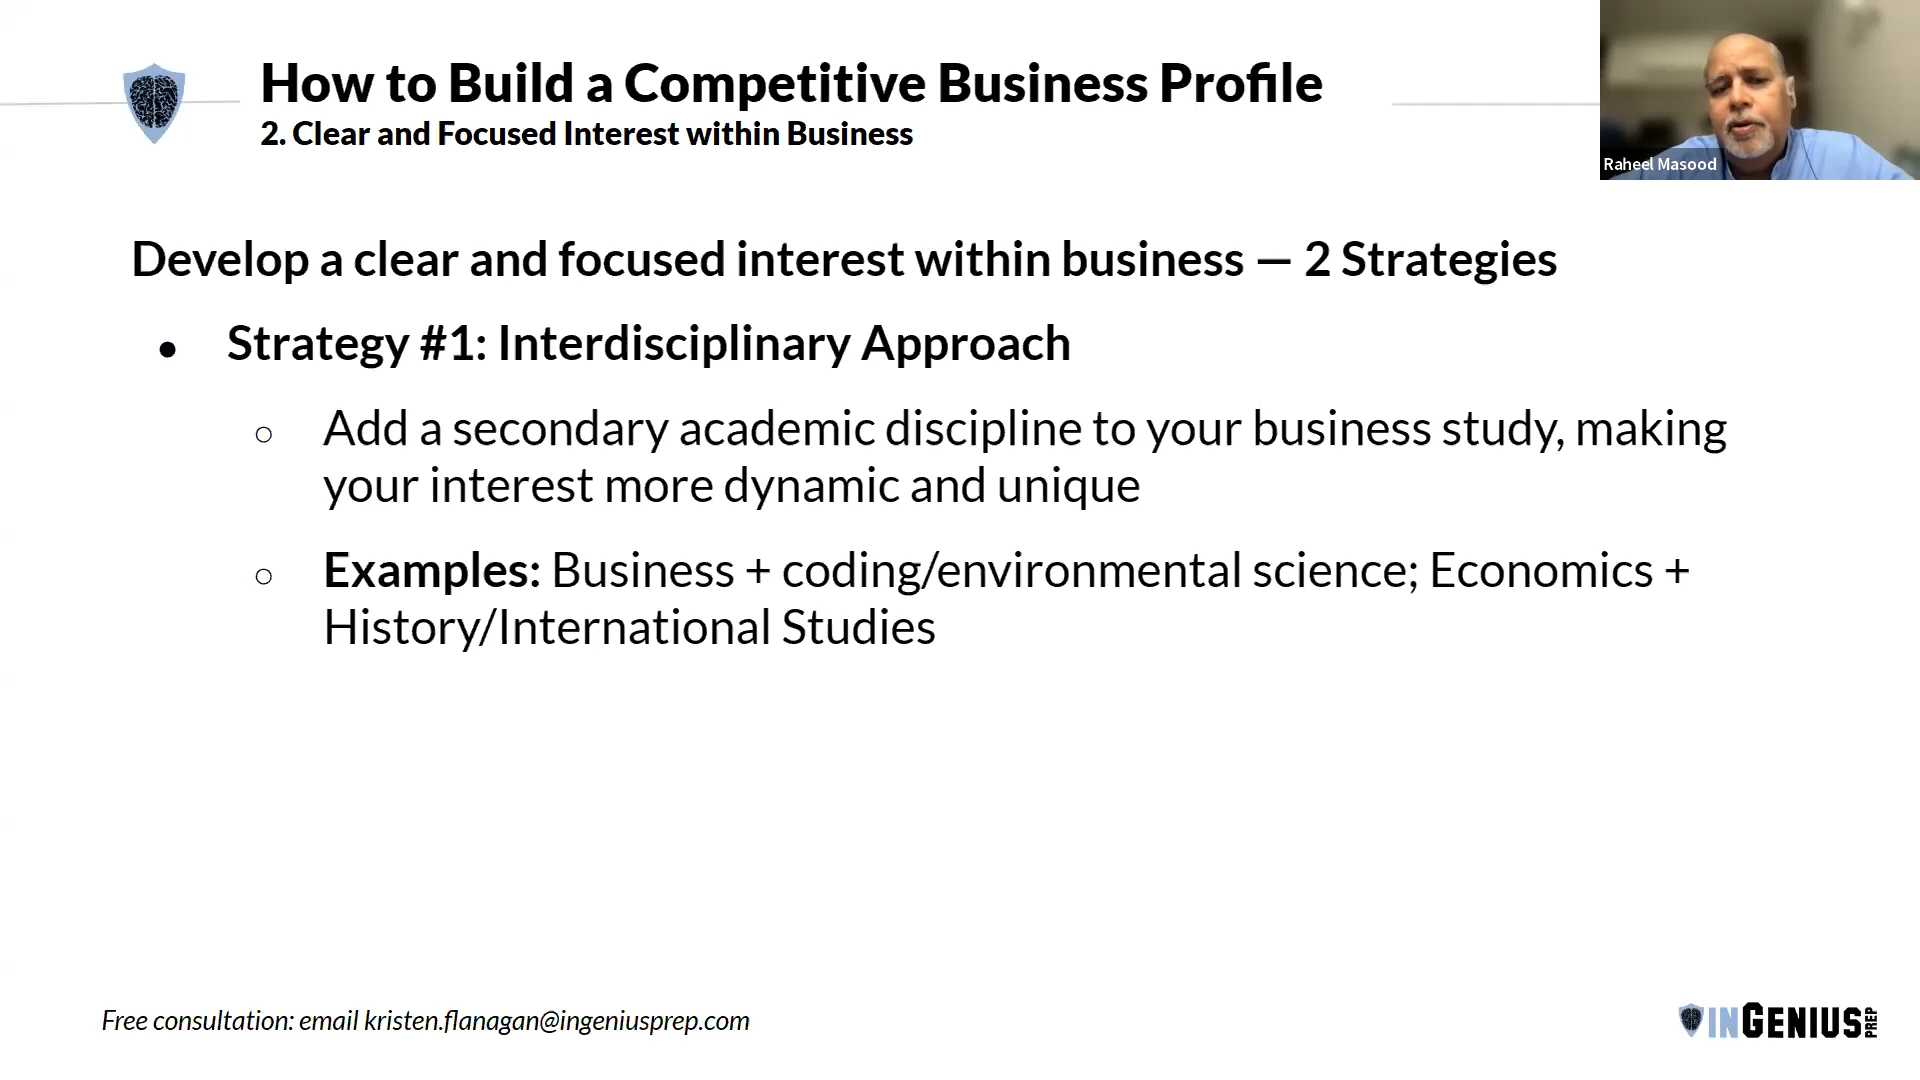 How to Build a Competitive Business Profile
2. Clear and Focused Interest within Business
Raheel Masood
Develop a clear and focused interest within business — 2 Strategies
● Strategy #1: Interdisciplinary Approach
○ Add a secondary academic discipline to your business study, making
your interest more dynamic and unique
○ Examples: Business + coding/environmental science; Economics +
History/International Studies
Free consultation: email kristen.flanagan@ingeniusprep.com
INGENIUS PREP